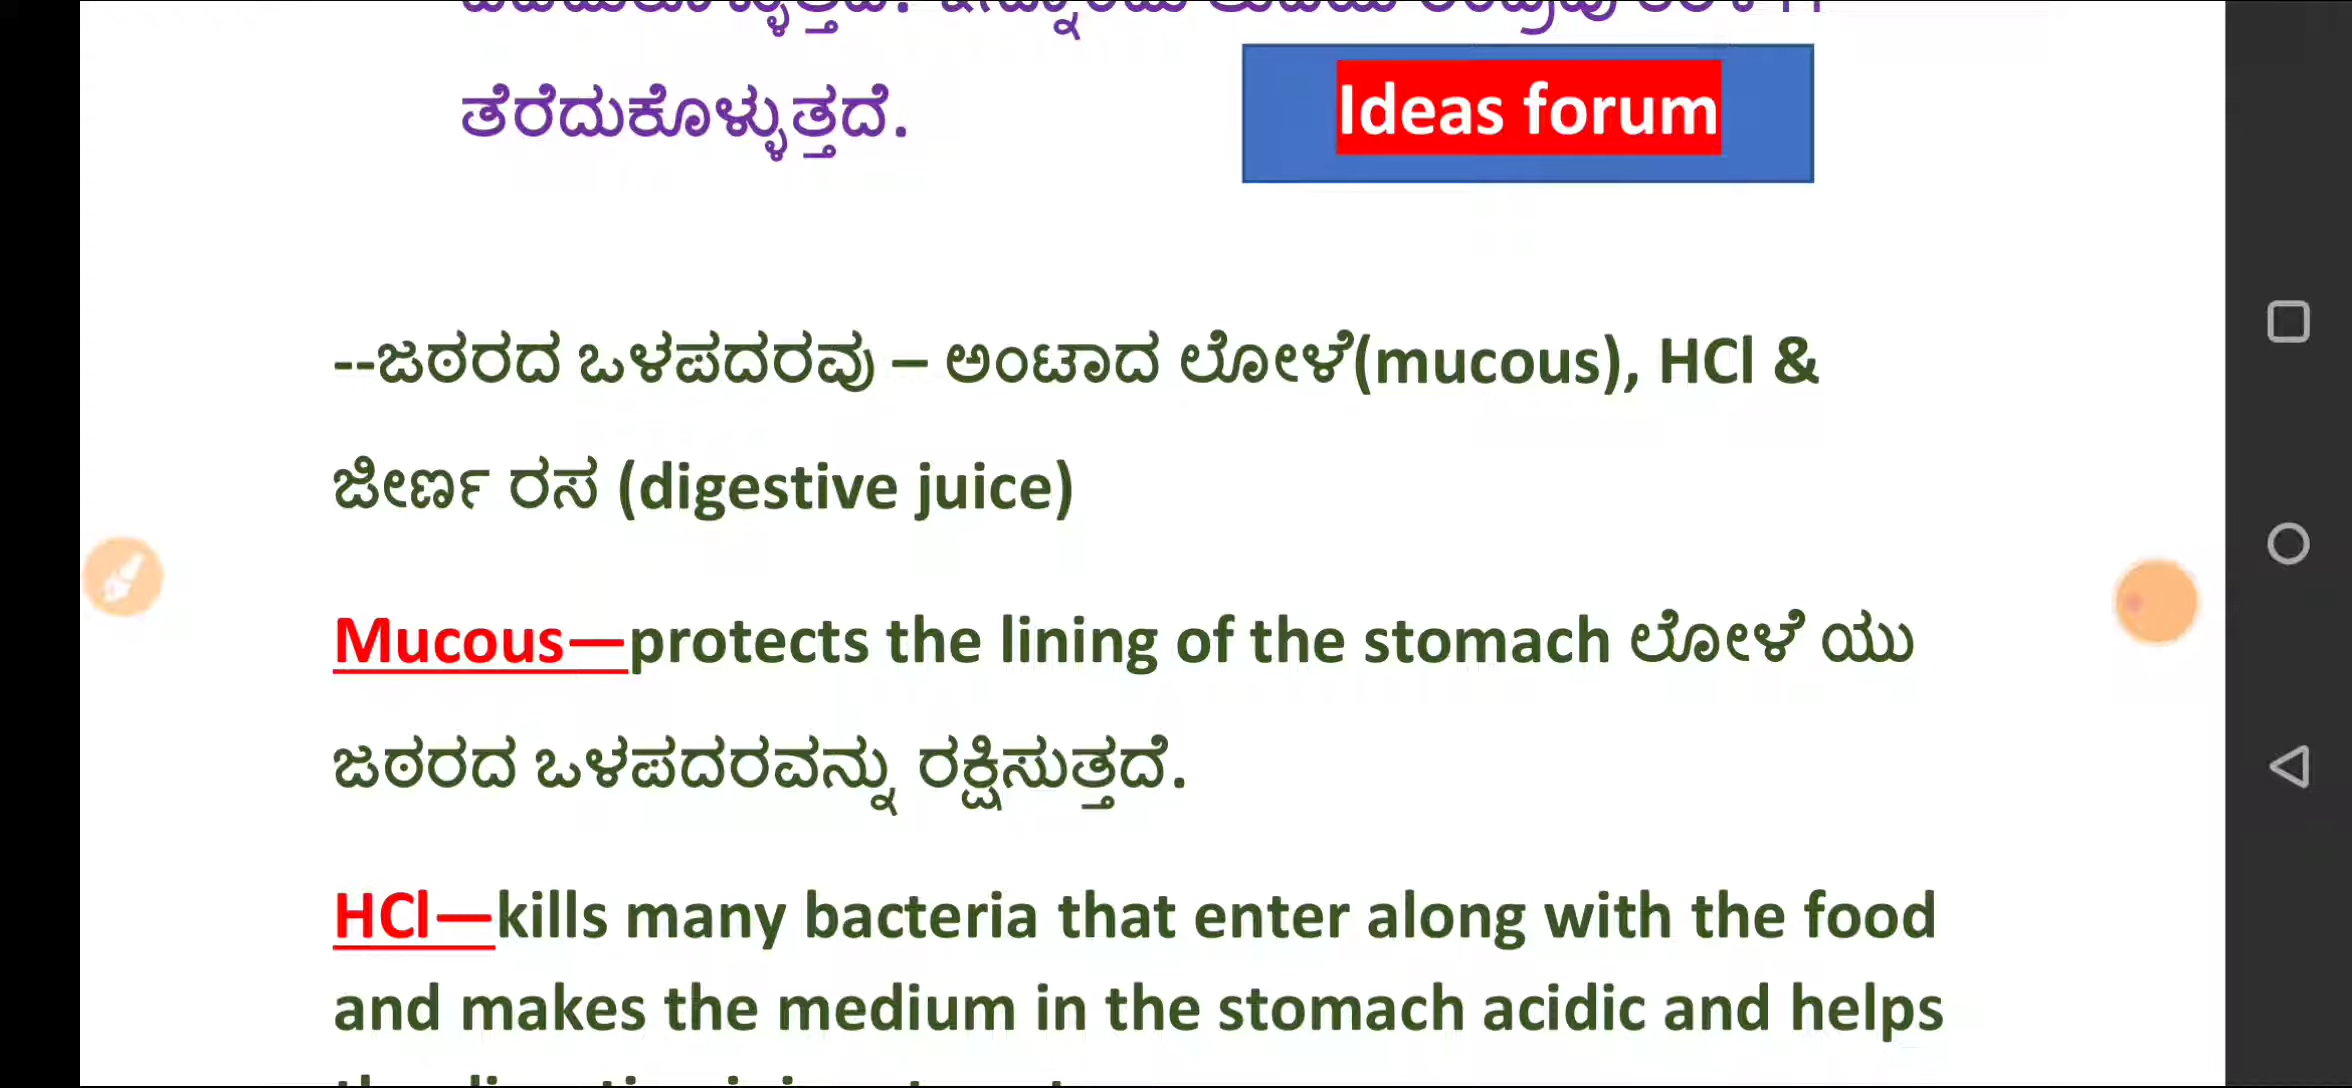 ತೆರೆದುಕೊಳ್ಳುತ್ತದೆ.
Ideas forum
--ಜಠರದ ಒಳಪದರವು – ಅಂಟಾದ ಲೋಳೆ(mucous), HCl &
ಜೀರ್ಣ ರಸ (digestive juice)
Mucous—protects the lining of the stomach ಲೋಳೆ ಯು
ಜಠರದ ಒಳಪದರವನ್ನು ರಕ್ಷಿಸುತ್ತದೆ.
HCl—kills many bacteria that enter along with the food
and makes the medium in the stomach acidic and helps